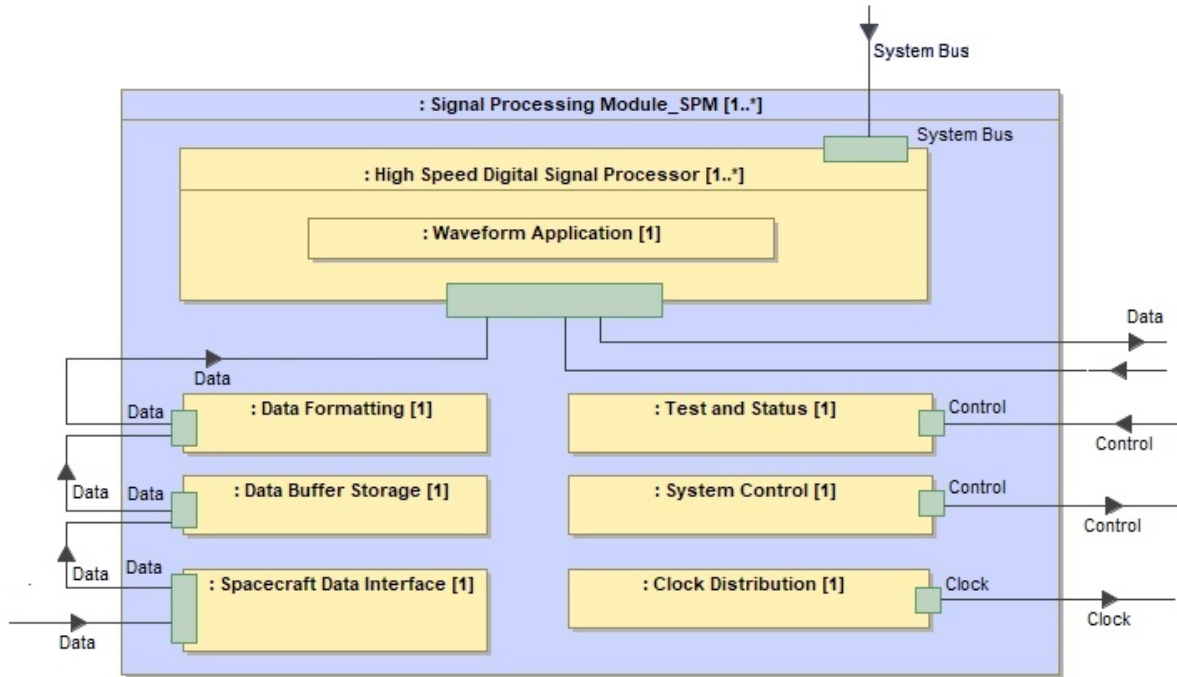 System Bus
: Signal Processing Module_SPM [1..*]
System Bus
: High Speed Digital Signal Processor [1..*]
: Waveform Application [1]
Data
Data
Data
: Data Formatting [1]
: Test and Status [1]
Control
Control
Data
Data
: Data Buffer Storage [1]
: System Control [1]
Control
Control
Data
Data
: Spacecraft Data Interface [1]
: Clock Distribution [1]
Clock
Clock
Data